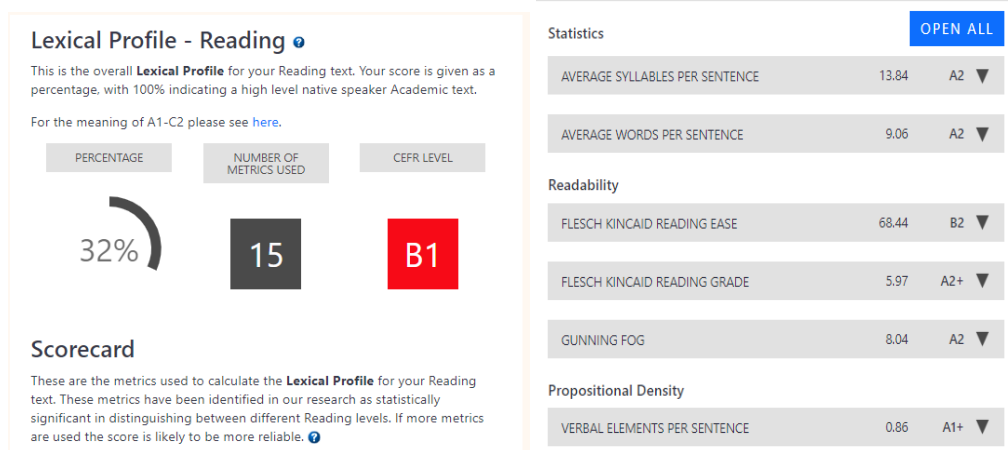 Lexical Profile - Reading ?
This is the overall Lexical Profile for your Reading text. Your score is given as a
percentage, with 100% indicating a high level native speaker Academic text.
For the meaning of A1-C2 please see here.
PERCENTAGE
NUMBER OF
METRICS USED
CEFR LEVEL
32%
15
B1
Scorecard
These are the metrics used to calculate the Lexical Profile for your Reading
text. These metrics have been identified in our research as statistically
significant in distinguishing between different Reading levels. If more metrics
are used the score is likely to be more reliable. ?
Statistics
OPEN ALL
AVERAGE SYLLABLES PER SENTENCE 13.84 A2
AVERAGE WORDS PER SENTENCE 9.06 A2
Readability
FLESCH KINCAID READING EASE 68.44 B2
FLESCH KINCAID READING GRADE 5.97 A2+
GUNNING FOG 8.04 A2
Propositional Density
VERBAL ELEMENTS PER SENTENCE 0.86 A1+